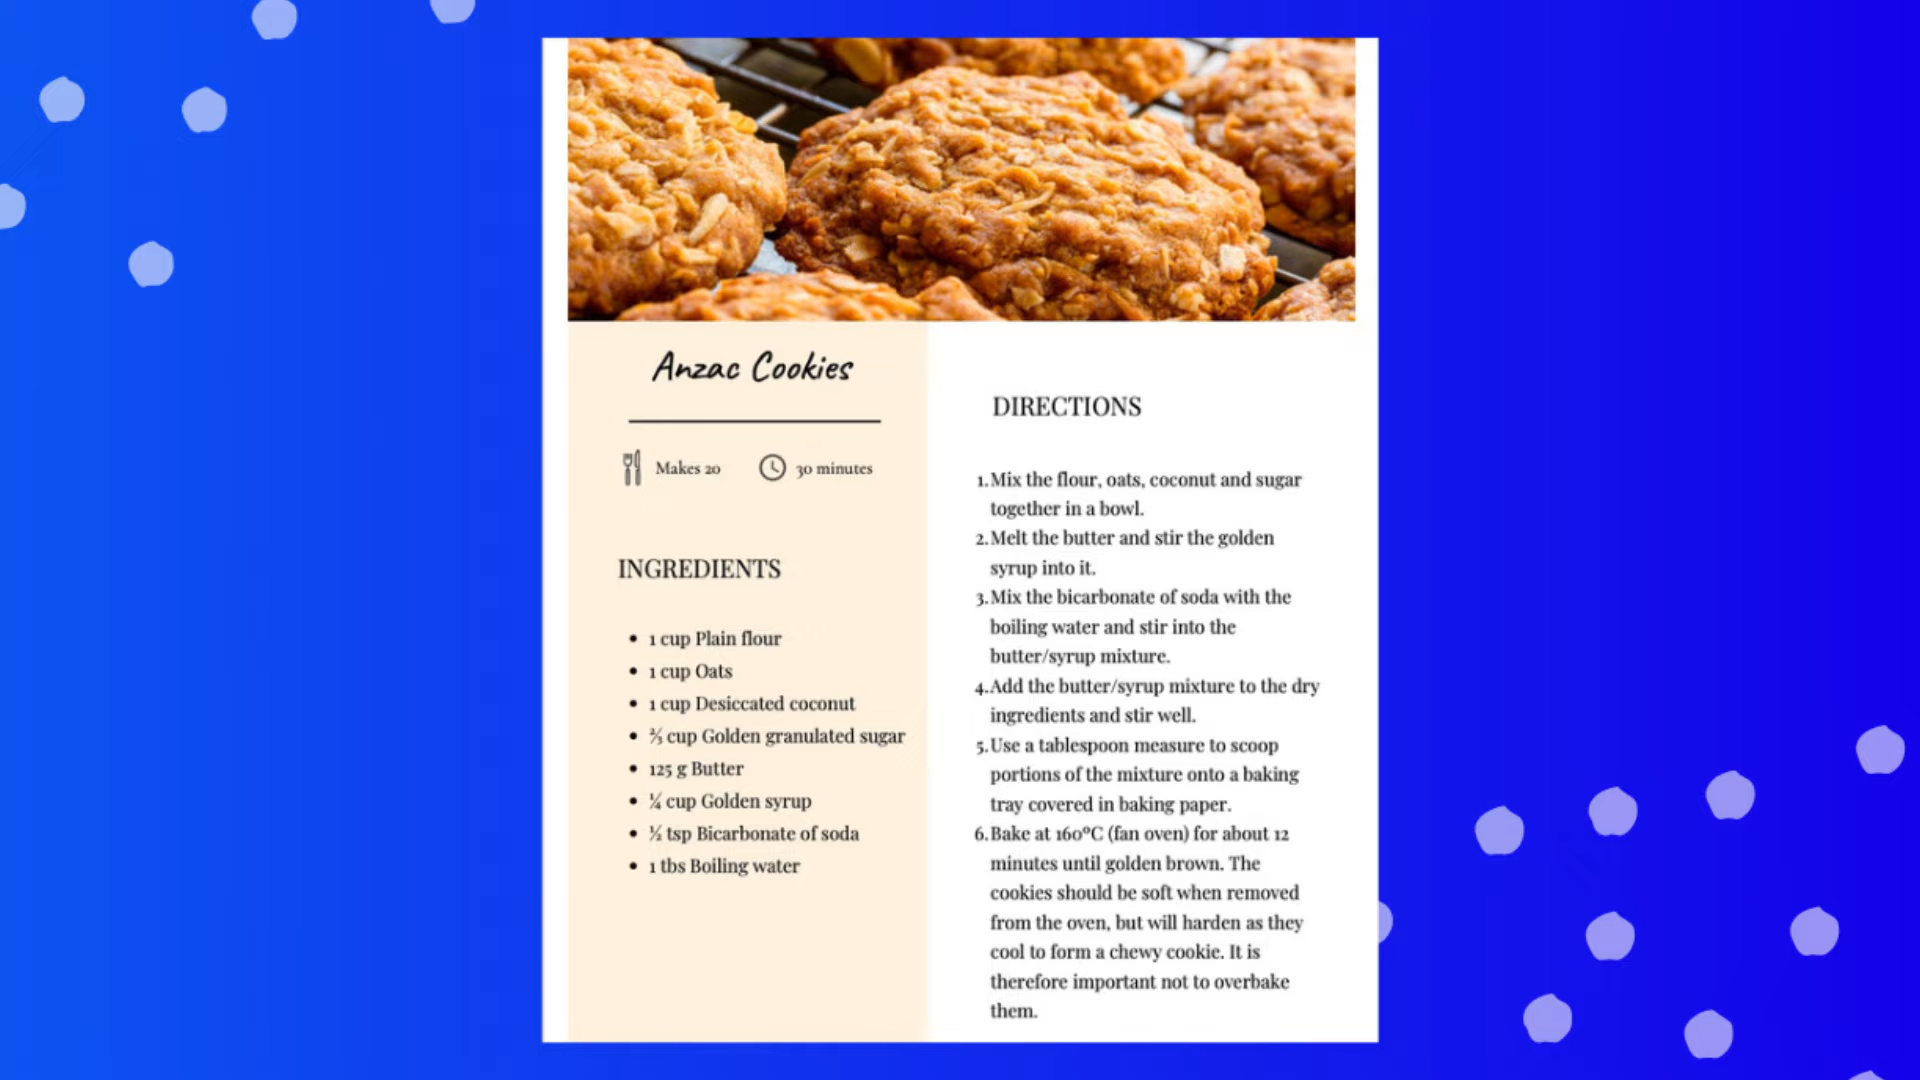 Anzac Cookies
Makes 20
30 minutes
INGREDIENTS
• 1 cup Plain flour
• 1 cup Oats
• 1 cup Desiccated coconut
• ⅔ cup Golden granulated sugar
• 125 g Butter
• ¼ cup Golden syrup
• ½ tsp Bicarbonate of soda
• 1 tbs Boiling water
DIRECTIONS
1. Mix the flour, oats, coconut and sugar
together in a bowl.
2. Melt the butter and stir the golden
syrup into it.
3. Mix the bicarbonate of soda with the
boiling water and stir into the
butter/syrup mixture.
4. Add the butter/syrup mixture to the dry
ingredients and stir well.
5. Use a tablespoon measure to scoop
portions of the mixture onto a baking
tray covered in baking paper.
6. Bake at 160°C (fan oven) for about 12
minutes until golden brown. The
cookies should be soft when removed
from the oven, but will harden as they
cool to form a chewy cookie. It is
therefore important not to overbake
them.